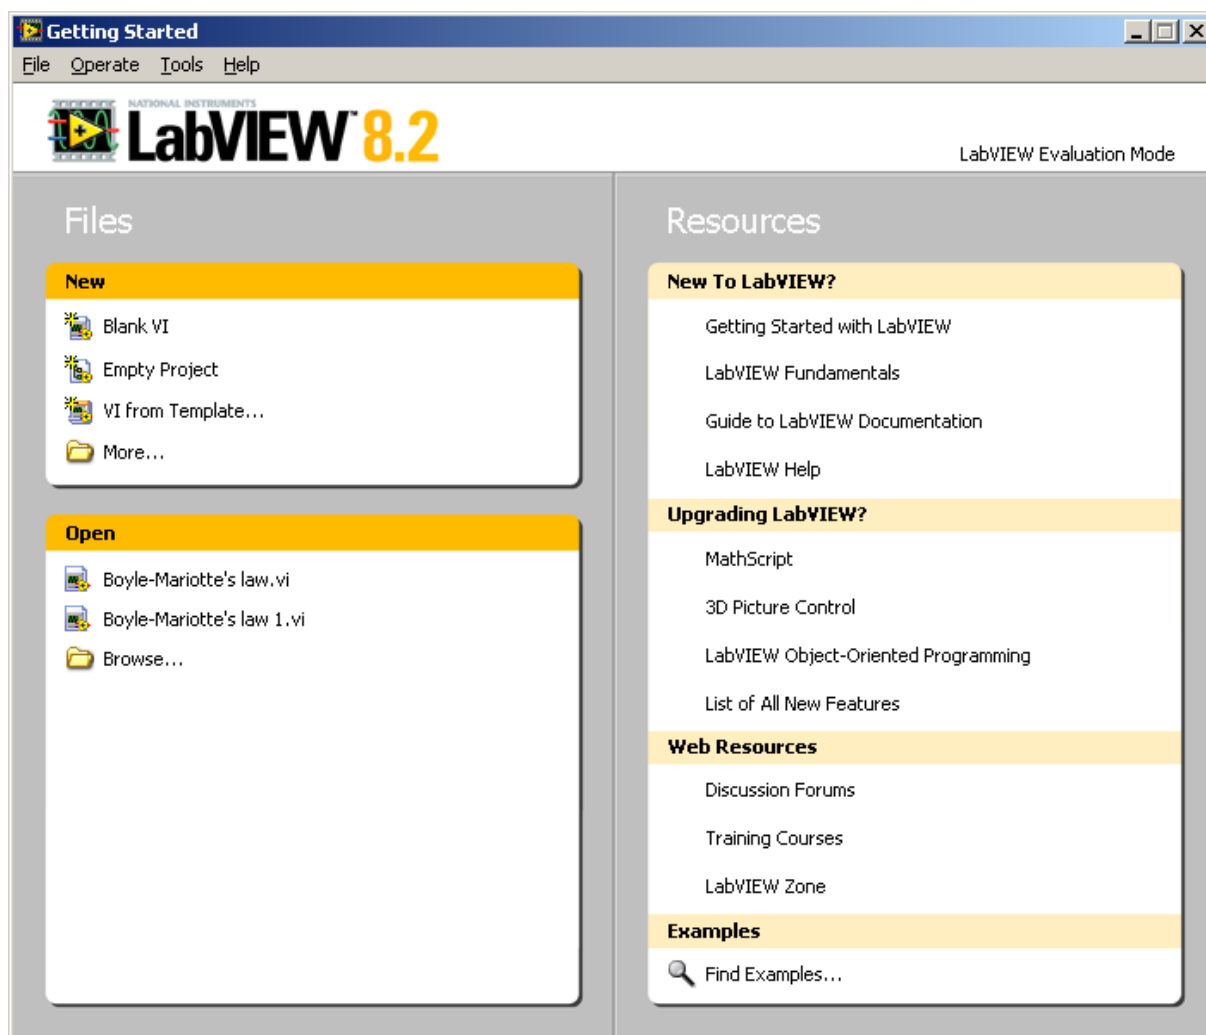 Getting Started
File Operate Tools Help
NATIONAL INSTRUMENTS
LabVIEW™ 8.2
LabVIEW Evaluation Mode
Files
New
Blank VI
Empty Project
VI from Template...
More...
Open
Boyle-Mariotte's law.vi
Boyle-Mariotte's law 1.vi
Browse...
Resources
New To LabVIEW?
Getting Started with LabVIEW
LabVIEW Fundamentals
Guide to LabVIEW Documentation
LabVIEW Help
Upgrading LabVIEW?
MathScript
3D Picture Control
LabVIEW Object-Oriented Programming
List of All New Features
Web Resources
Discussion Forums
Training Courses
LabVIEW Zone
Examples
Find Examples...